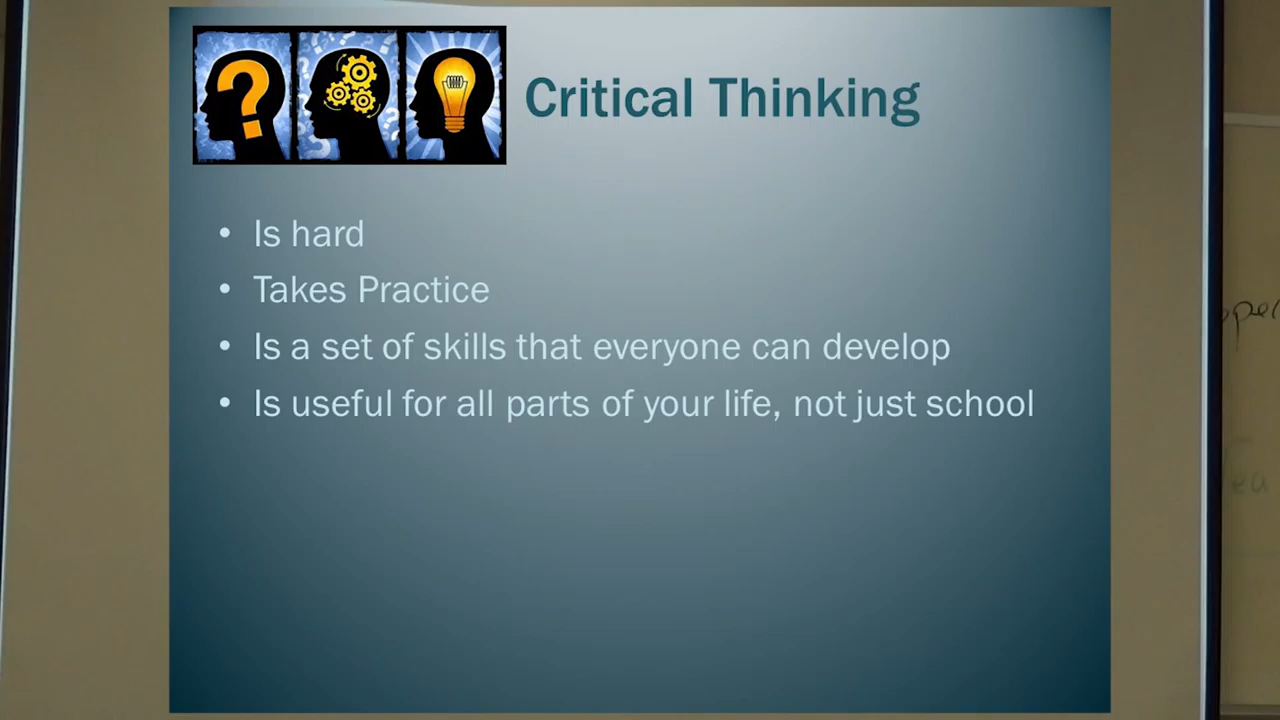 Critical Thinking
• Is hard
• Takes Practice
• Is a set of skills that everyone can develop
• Is useful for all parts of your life, not just school